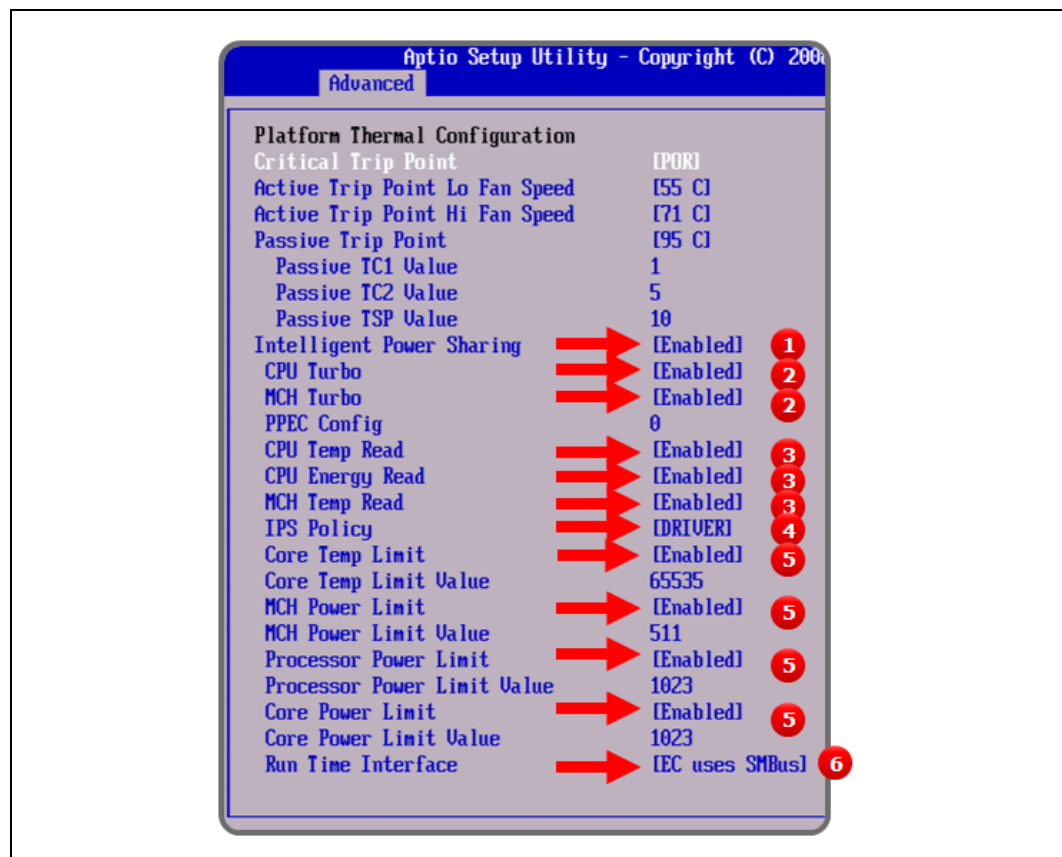 Aptio Setup Utility - Copyright (C) 200
Advanced
Platform Thermal Configuration
Critical Trip Point [POR]
Active Trip Point Lo Fan Speed [55 C]
Active Trip Point Hi Fan Speed [71 C]
Passive Trip Point [95 C]
Passive TC1 Value 1
Passive TC2 Value 5
Passive TSP Value 10
Intelligent Power Sharing [Enabled] 1
CPU Turbo [Enabled] 2
MCH Turbo [Enabled] 2
PPEC Config 0
CPU Temp Read [Enabled] 3
CPU Energy Read [Enabled] 3
MCH Temp Read [Enabled] 3
IPS Policy [DRIVER] 4
Core Temp Limit [Enabled] 5
Core Temp Limit Value 65535
MCH Power Limit [Enabled] 5
MCH Power Limit Value 511
Processor Power Limit [Enabled] 5
Processor Power Limit Value 1023
Core Power Limit [Enabled] 5
Core Power Limit Value 1023
Run Time Interface [EC uses SMBus] 6